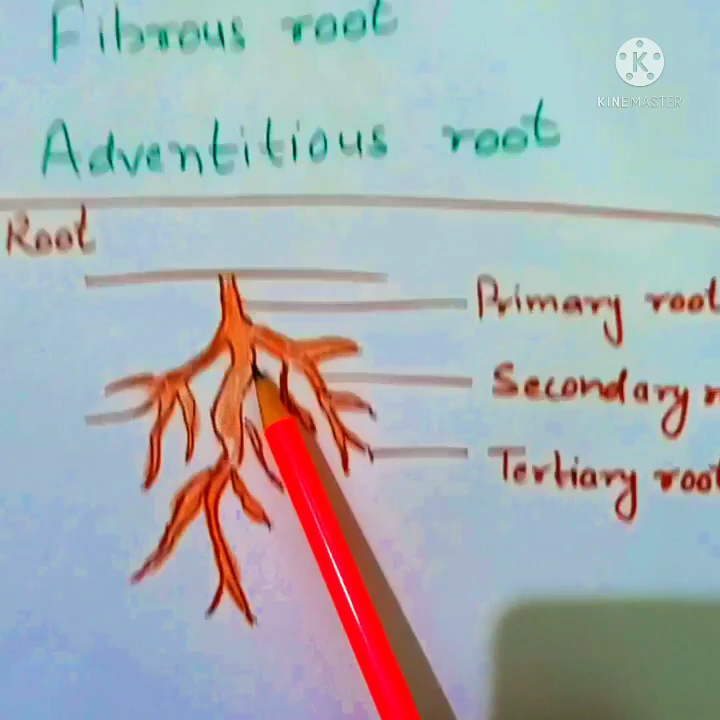 Fibrous root
K
KINEMASTER
Adventitious root
Root
Primary root
Secondary
Tertiary root